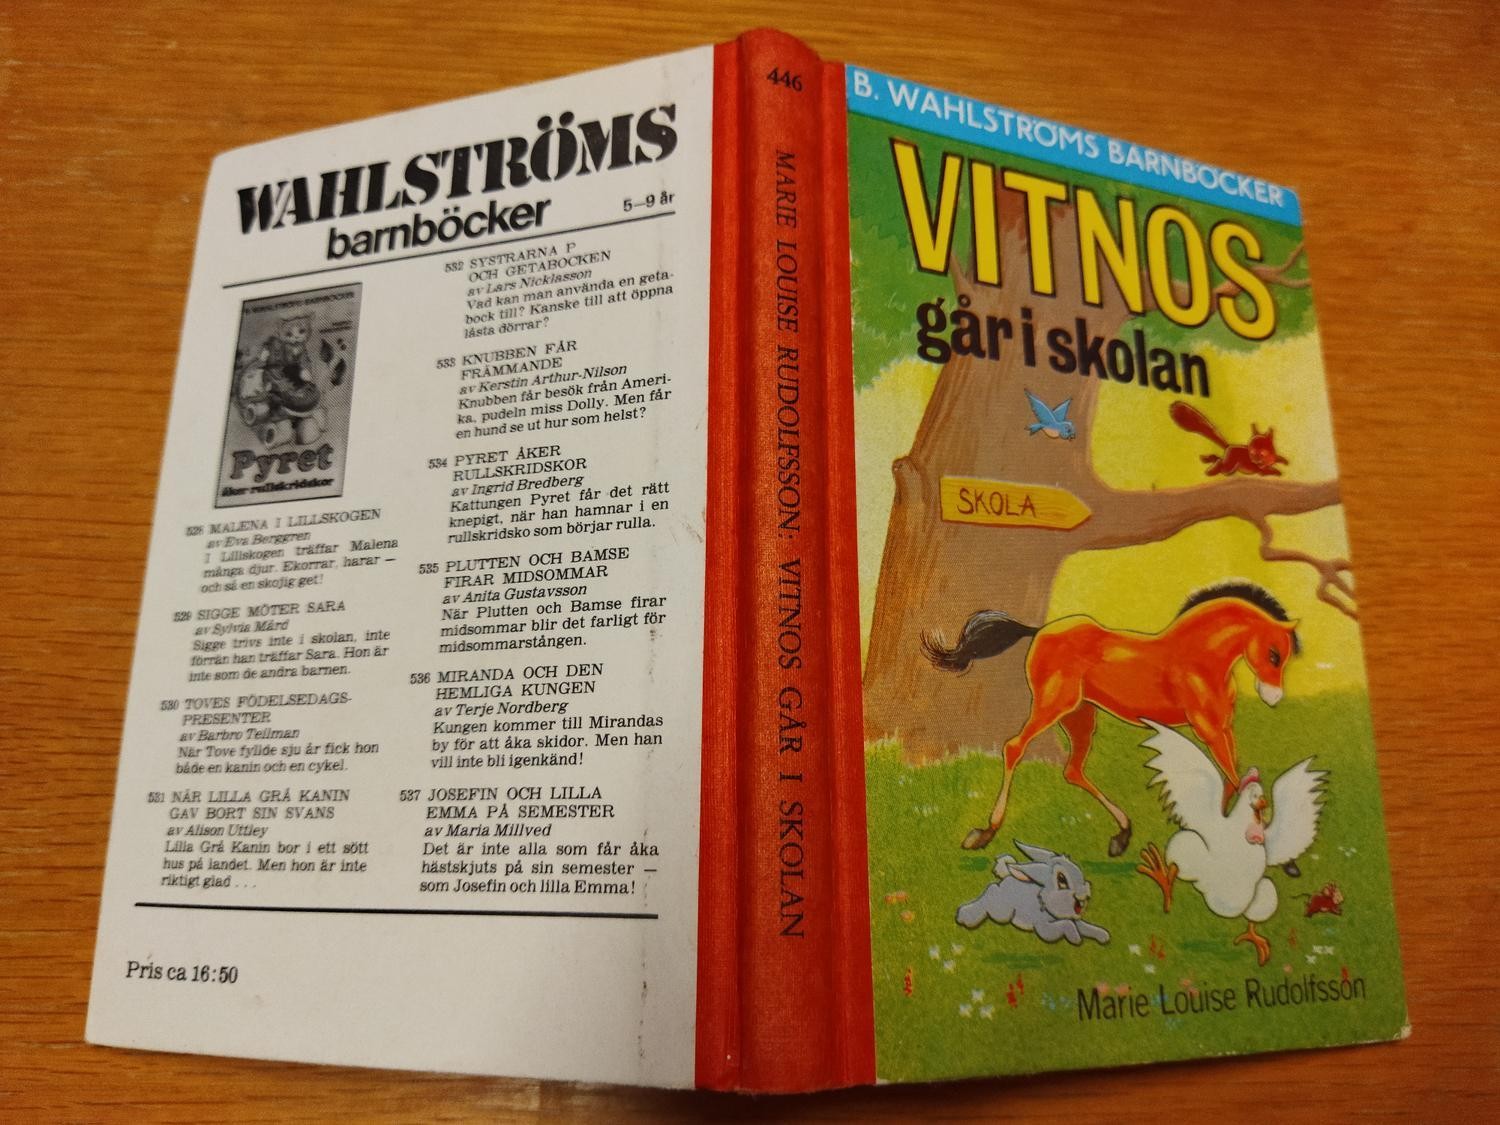 WAHLSTRÖMS
barnböcker
5–9 år
B. WAHLSTRÖMS BARNBÖCKER
Pyret
åker rullskridskor
528 MALENA I LILLSKOGEN
av Eva Berggren
I Lillskogen träffar Malena
många djur. Ekorrar, harar –
och så en skojig get!
529 SIGGE MÖTER SARA
av Sylvia Mård
Sigge trivs inte i skolan, inte
förrän han träffar Sara. Hon är
inte som de andra barnen.
530 TOVES FÖDELSEDAGS-
PRESENTER
av Barbro Tellman
När Tove fyllde sju år fick hon
både en kanin och en cykel.
531 NÄR LILLA GRÅ KANIN
GAV BORT SIN SVANS
av Alison Uttley
Lilla Grå Kanin bor i ett sött
hus på landet. Men hon är inte
riktigt glad . . .
532 SYSTRARNA P
OCH GETABOCKEN
av Lars Nicklasson
Vad kan man använda en geta-
bock till? Kanske till att öppna
låsta dörrar?
533 KNUBBEN FÅR
FRÄMMANDE
av Kerstin Arthur-Nilson
Knubben får besök från Ameri-
ka, pudeln miss Dolly. Men får
en hund se ut hur som helst?
534 PYRET ÅKER
RULLSKRIDSKOR
av Ingrid Bredberg
Kattungen Pyret får det rätt
knepigt, när han hamnar i en
rullskridsko som börjar rulla.
535 PLUTTEN OCH BAMSE
FIRAR MIDSOMMAR
av Anita Gustavsson
När Plutten och Bamse firar
midsommar blir det farligt för
midsommarstången.
536 MIRANDA OCH DEN
HEMLIGA KUNGEN
av Terje Nordberg
Kungen kommer till Mirandas
by för att åka skidor. Men han
vill inte bli igenkänd!
537 JOSEFIN OCH LILLA
EMMA PÅ SEMESTER
av Maria Millved
Det är inte alla som får åka
hästskjuts på sin semester –
som Josefin och lilla Emma!
Pris ca 16:50
446
MARIE LOUISE RUDOLFSSON: VITNOS GÅR I SKOLAN
B. WAHLSTRÖMS BARNBÖCKER
VITNOS
går i skolan
SKOLA
Marie Louise Rudolfsson